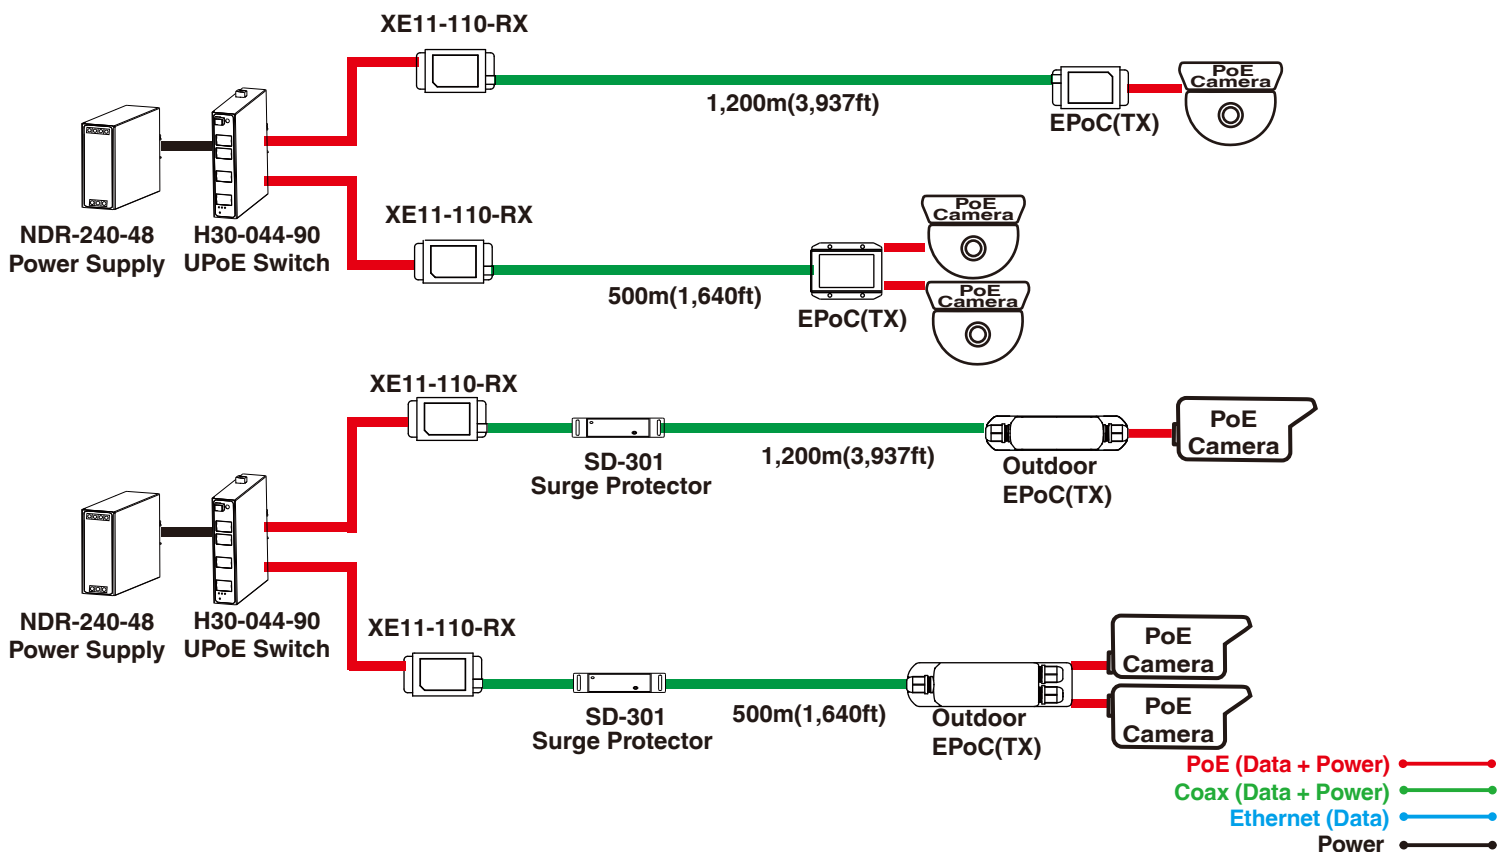 XE11-110-RX
PoE
Camera
1,200m(3,937ft)
EPoC(TX)
NDR-240-48
Power Supply
H30-044-90
UPoE Switch
XE11-110-RX
PoE
Camera
500m(1,640ft)
EPoC(TX)
PoE
Camera
XE11-110-RX
PoE
Camera
SD-301
Surge Protector
1,200m(3,937ft)
Outdoor
EPoC(TX)
NDR-240-48
Power Supply
H30-044-90
UPoE Switch
XE11-110-RX
PoE
Camera
SD-301
Surge Protector
500m(1,640ft)
Outdoor
EPoC(TX)
PoE
Camera
PoE (Data + Power)
Coax (Data + Power)
Ethernet (Data)
Power